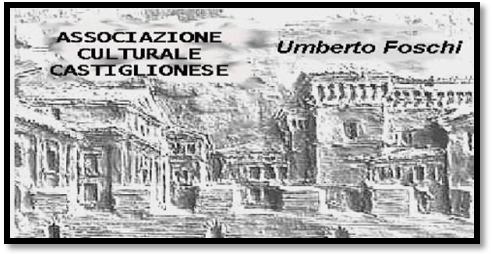 ASSOCIAZIONE
CULTURALE
CASTIGLIONESE
Umberto Foschi